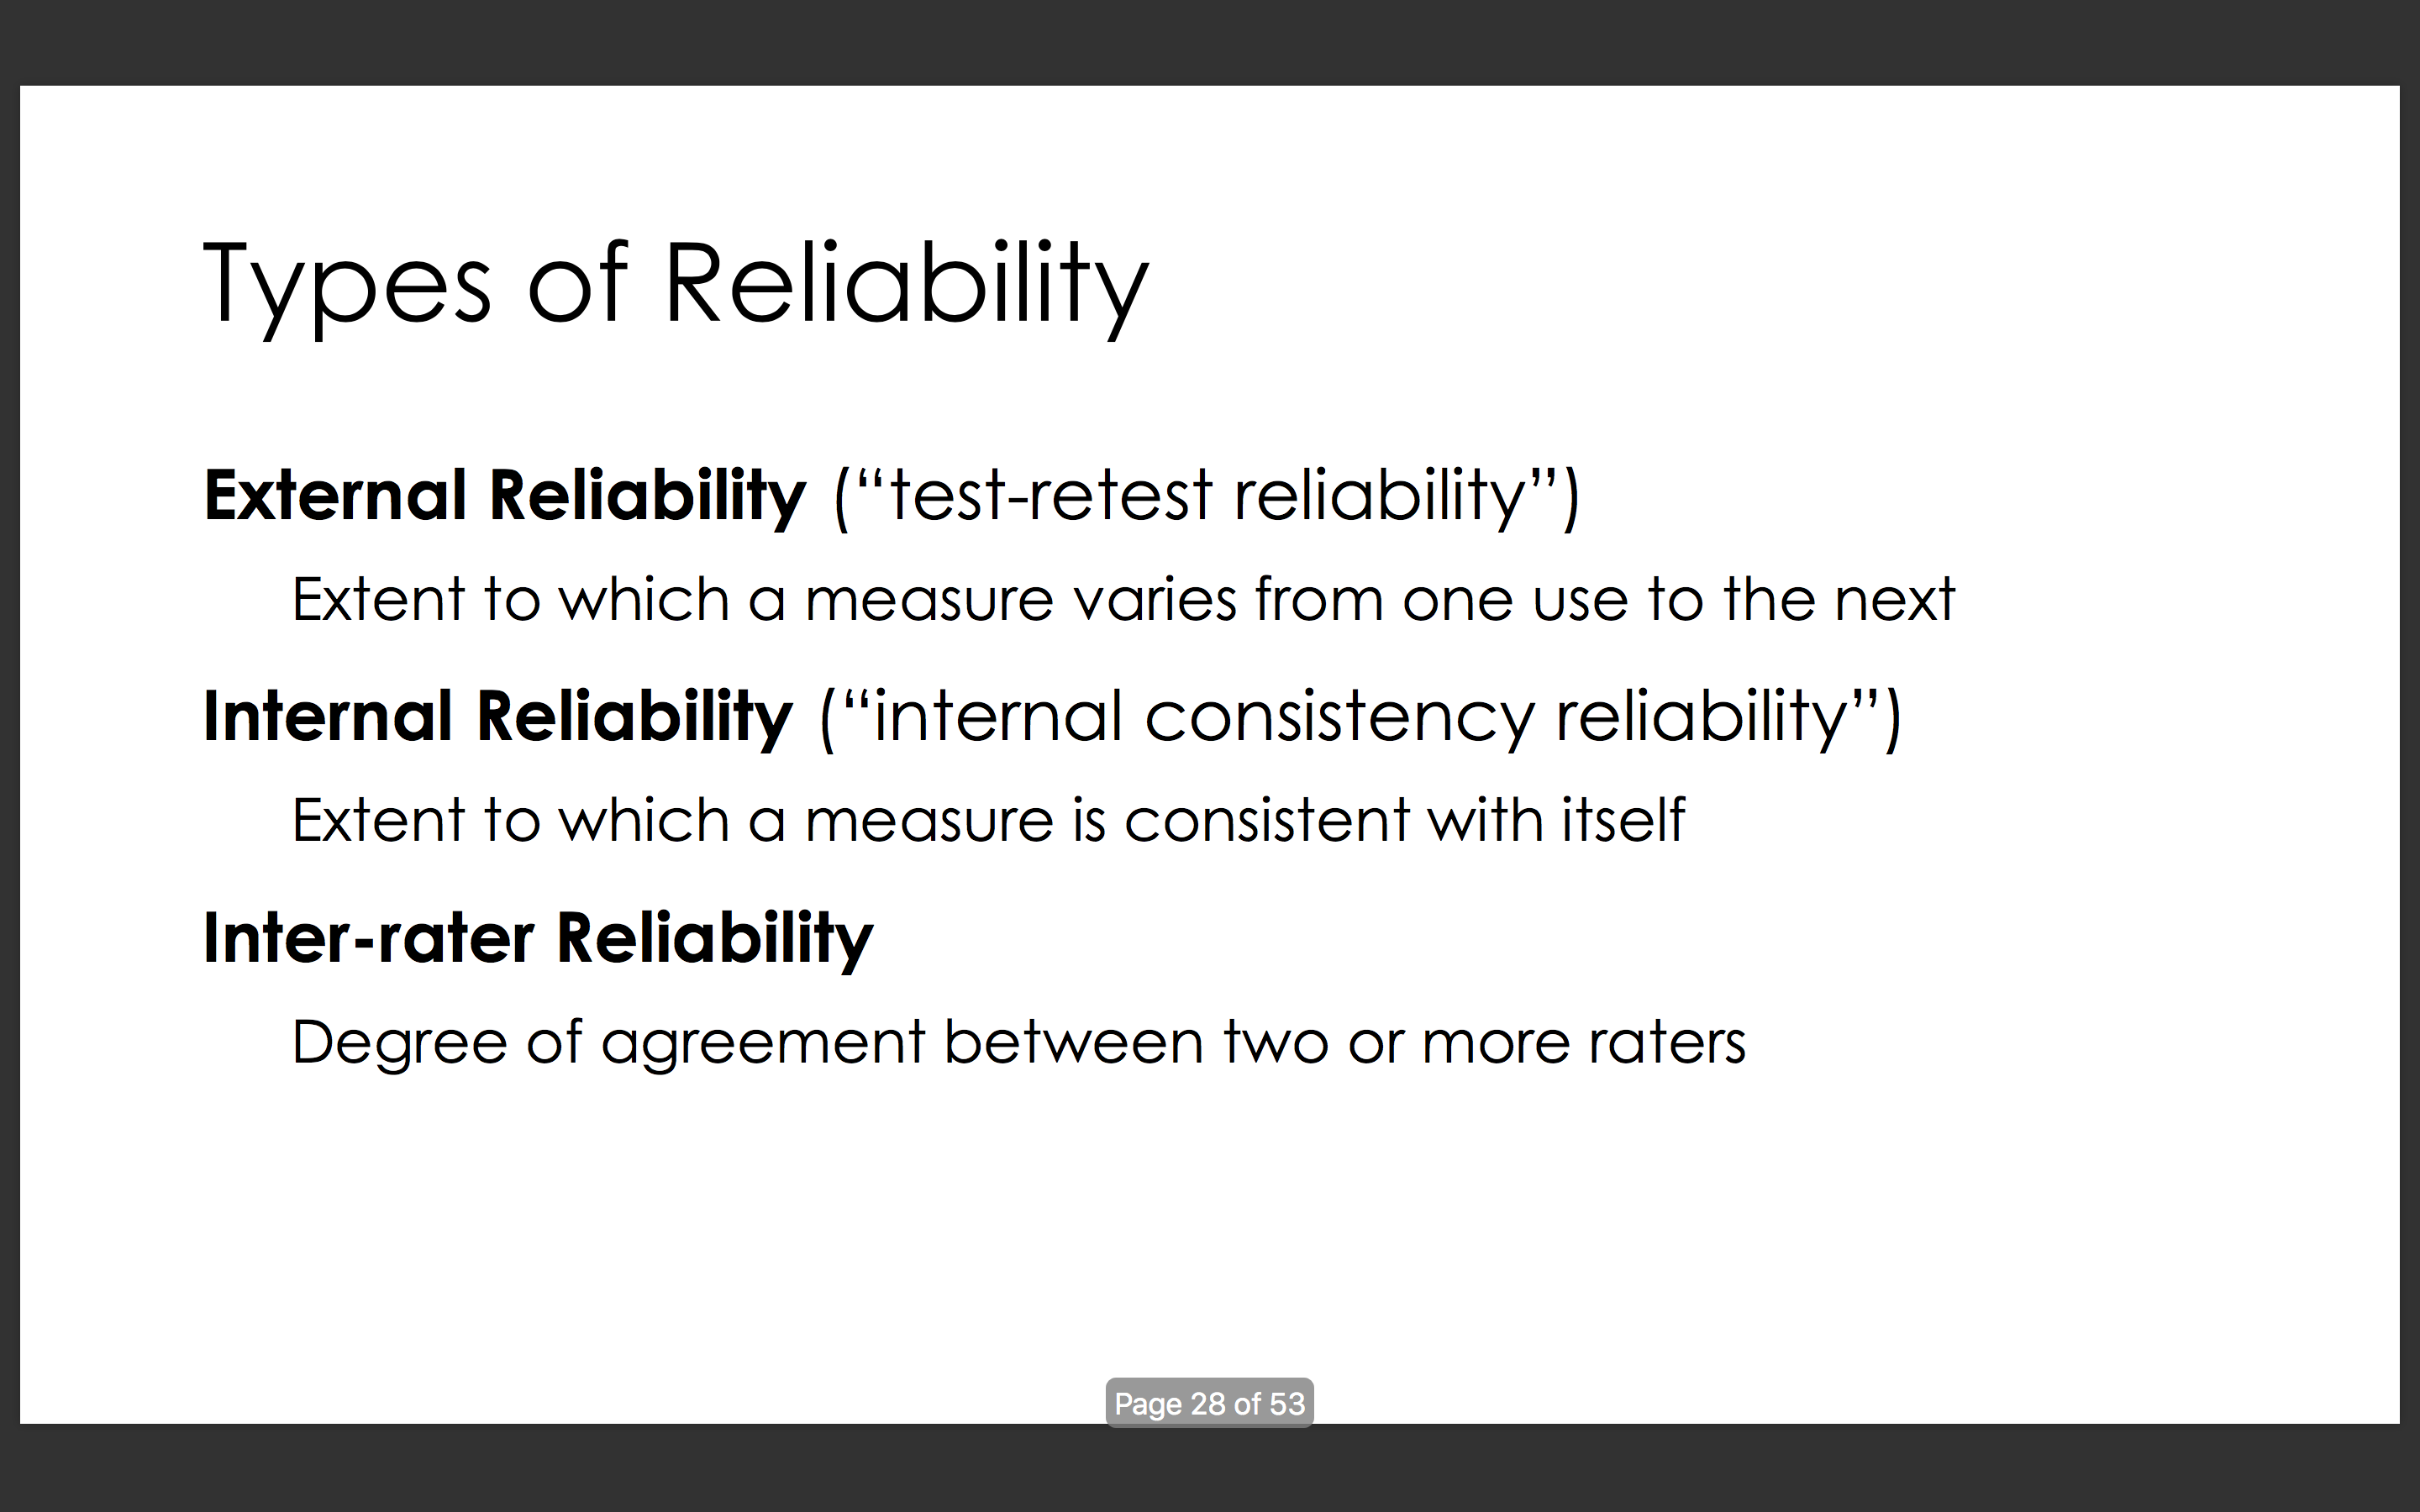 Types of Reliability
External Reliability (“test-retest reliability”)
Extent to which a measure varies from one use to the next
Internal Reliability (“internal consistency reliability”)
Extent to which a measure is consistent with itself
Inter-rater Reliability
Degree of agreement between two or more raters
Page 28 of 53